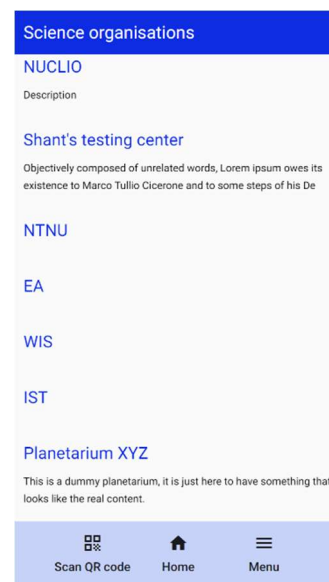 Science organisations
NUCLIO
Description
Shant's testing center
Objectively composed of unrelated words, Lorem ipsum owes its
existence to Marco Tullio Cicerone and to some steps of his De
NTNU
EA
WIS
IST
Planetarium XYZ
This is a dummy planetarium, it is just here to have something that
looks like the real content.
Scan QR code Home Menu